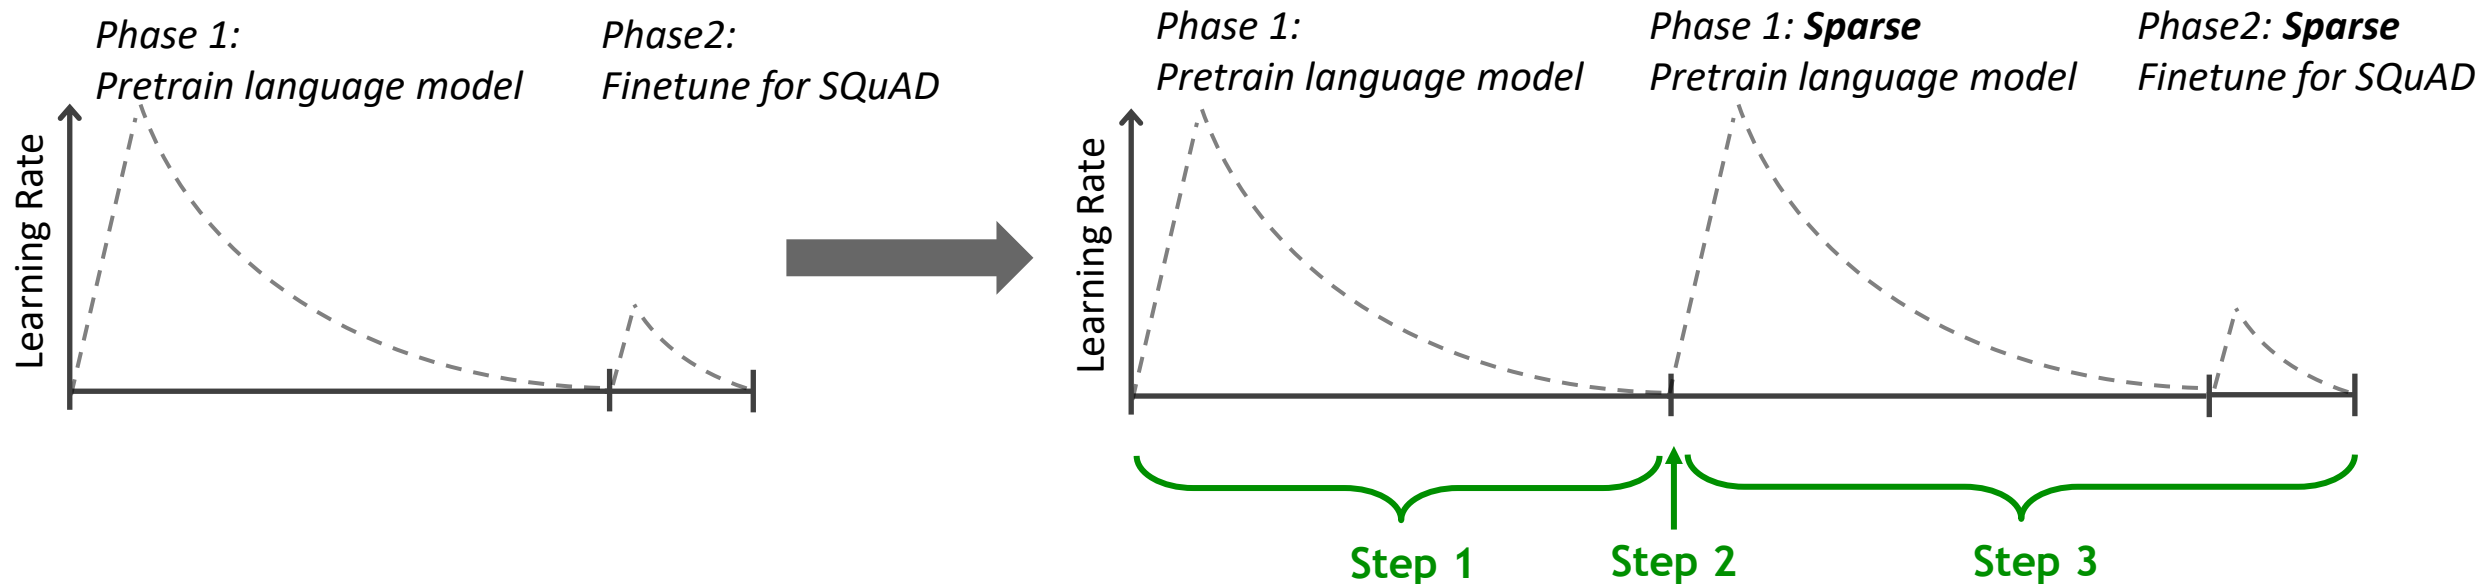 Phase 1:
Pretrain language model
Phase2:
Finetune for SQuAD
Learning Rate
Phase 1:
Pretrain language model
Phase 1: Sparse
Pretrain language model
Phase2: Sparse
Finetune for SQuAD
Learning Rate
Step 1
Step 2
Step 3